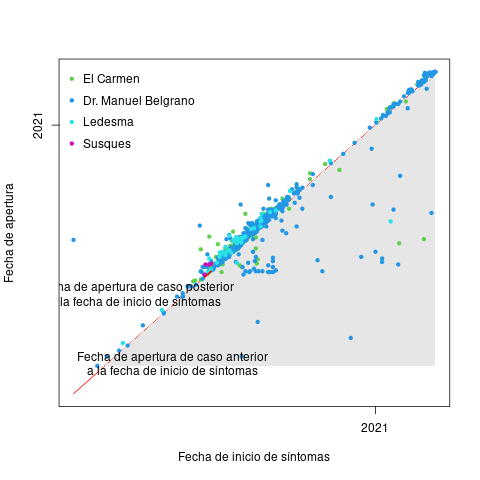 El Carmen
Dr. Manuel Belgrano
Ledesma
Susques
2021
Fecha de apertura
de apertura de caso posterior
la fecha de inicio de síntomas
Fecha de apertura de caso anterior
a la fecha de inicio de sintomas
2021
Fecha de inicio de síntomas